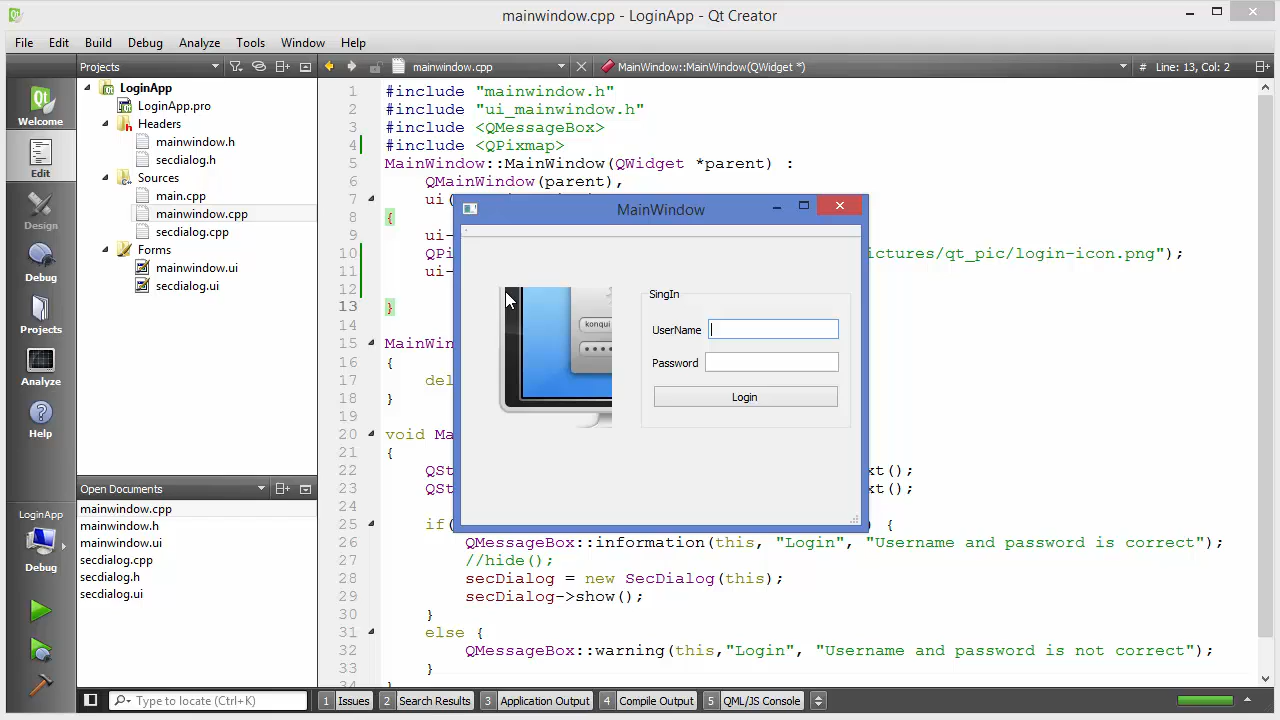 mainwindow.cpp - LoginApp - Qt Creator
File Edit Build Debug Analyze Tools Window Help
Projects
mainwindow.cpp
MainWindow::MainWindow(QWidget *)
# Line: 13, Col: 2
Welcome
Edit
Design
Debug
Projects
Analyze
Help
LoginApp
Debug
LoginApp
LoginApp.pro
Headers
mainwindow.h
secdialog.h
Sources
main.cpp
mainwindow.cpp
secdialog.cpp
Forms
mainwindow.ui
secdialog.ui
Open Documents
mainwindow.cpp
mainwindow.h
mainwindow.ui
secdialog.cpp
secdialog.h
secdialog.ui
1 #include "mainwindow.h"
2 #include "ui_mainwindow.h"
3 #include <QMessageBox>
4 #include <QPixmap>
5 MainWindow::MainWindow(QWidget *parent) :
6 QMainWindow(parent),
7 ui(
8 {
9 ui-
10 QPi ictures/qt_pic/login-icon.png");
11 ui-
12
13 }
14
15 MainWin
16 {
17 del
18 }
19
20 void Ma
21 {
22 QSt xt();
23 QSt xt();
24
25 if( ) {
26 QMessageBox::information(this, "Login", "Username and password is correct");
27 //hide();
28 secDialog = new SecDialog(this);
29 secDialog->show();
30 }
31 else {
32 QMessageBox::warning(this,"Login", "Username and password is not correct");
33 }
34 }
MainWindow
konqui
SingIn
UserName
Password
Login
Type to locate (Ctrl+K)
1 Issues 2 Search Results 3 Application Output 4 Compile Output 5 QML/JS Console